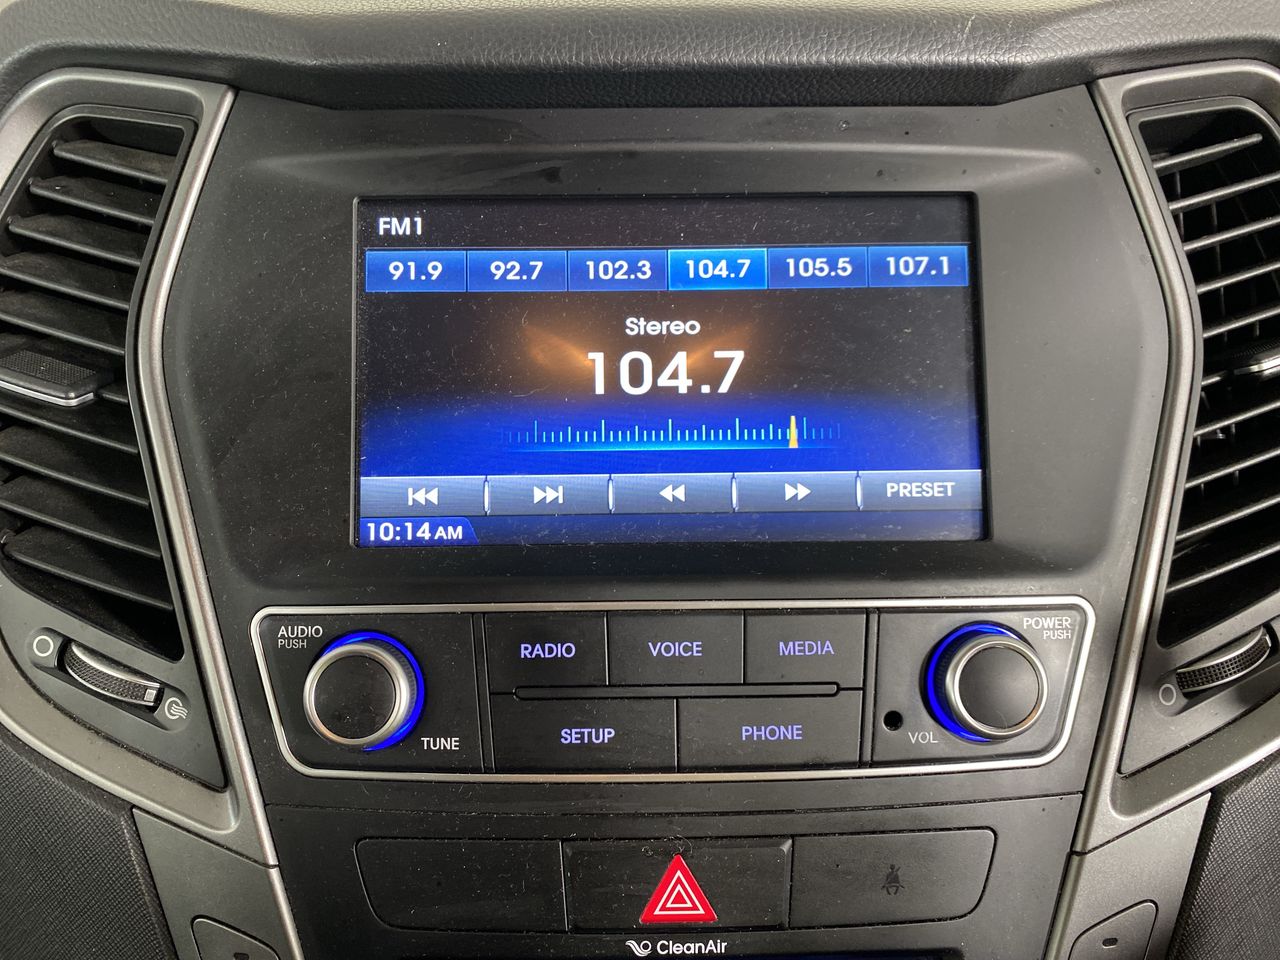 FM1
91.9 92.7 102.3 104.7 105.5 107.1
Stereo
104.7
PRESET
10:14 AM
AUDIO
PUSH
TUNE
RADIO VOICE MEDIA
SETUP PHONE
POWER
PUSH
VOL
CleanAir